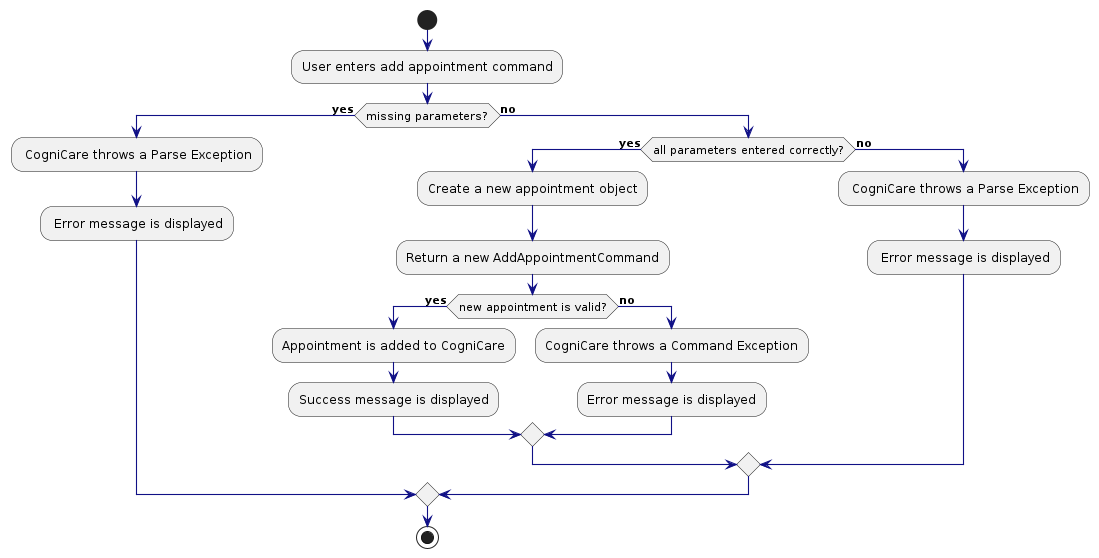 User enters add appointment command
yes
missing parameters?
no
CogniCare throws a Parse Exception
Error message is displayed
yes
all parameters entered correctly?
no
Create a new appointment object
Return a new AddAppointmentCommand
yes
new appointment is valid?
no
Appointment is added to CogniCare
Success message is displayed
CogniCare throws a Command Exception
Error message is displayed
CogniCare throws a Parse Exception
Error message is displayed